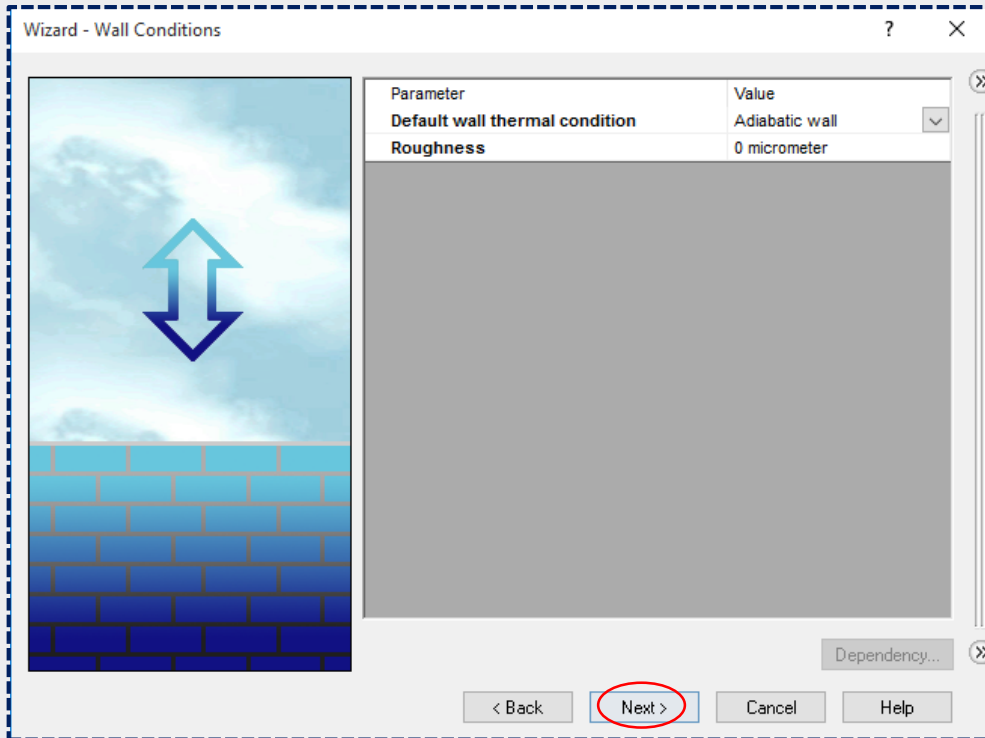 Wizard - Wall Conditions ?
Parameter Value
Default wall thermal condition Adiabatic wall
Roughness 0 micrometer
Dependency...
< Back Next > Cancel Help